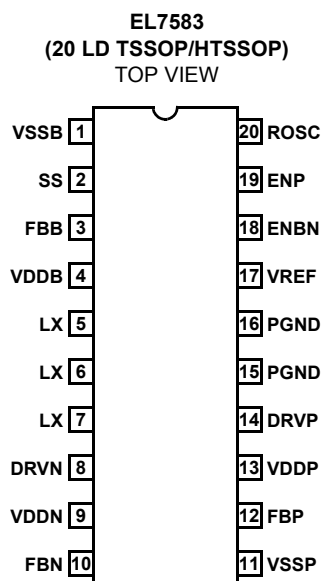 EL7583
(20 LD TSSOP/HTSSOP)
TOP VIEW
VSSB 1 20 ROSC
SS 2 19 ENP
FBB 3 18 ENBN
VDDB 4 17 VREF
LX 5 16 PGND
LX 6 15 PGND
LX 7 14 DRVP
DRVN 8 13 VDDP
VDDN 9 12 FBP
FBN 10 11 VSSP